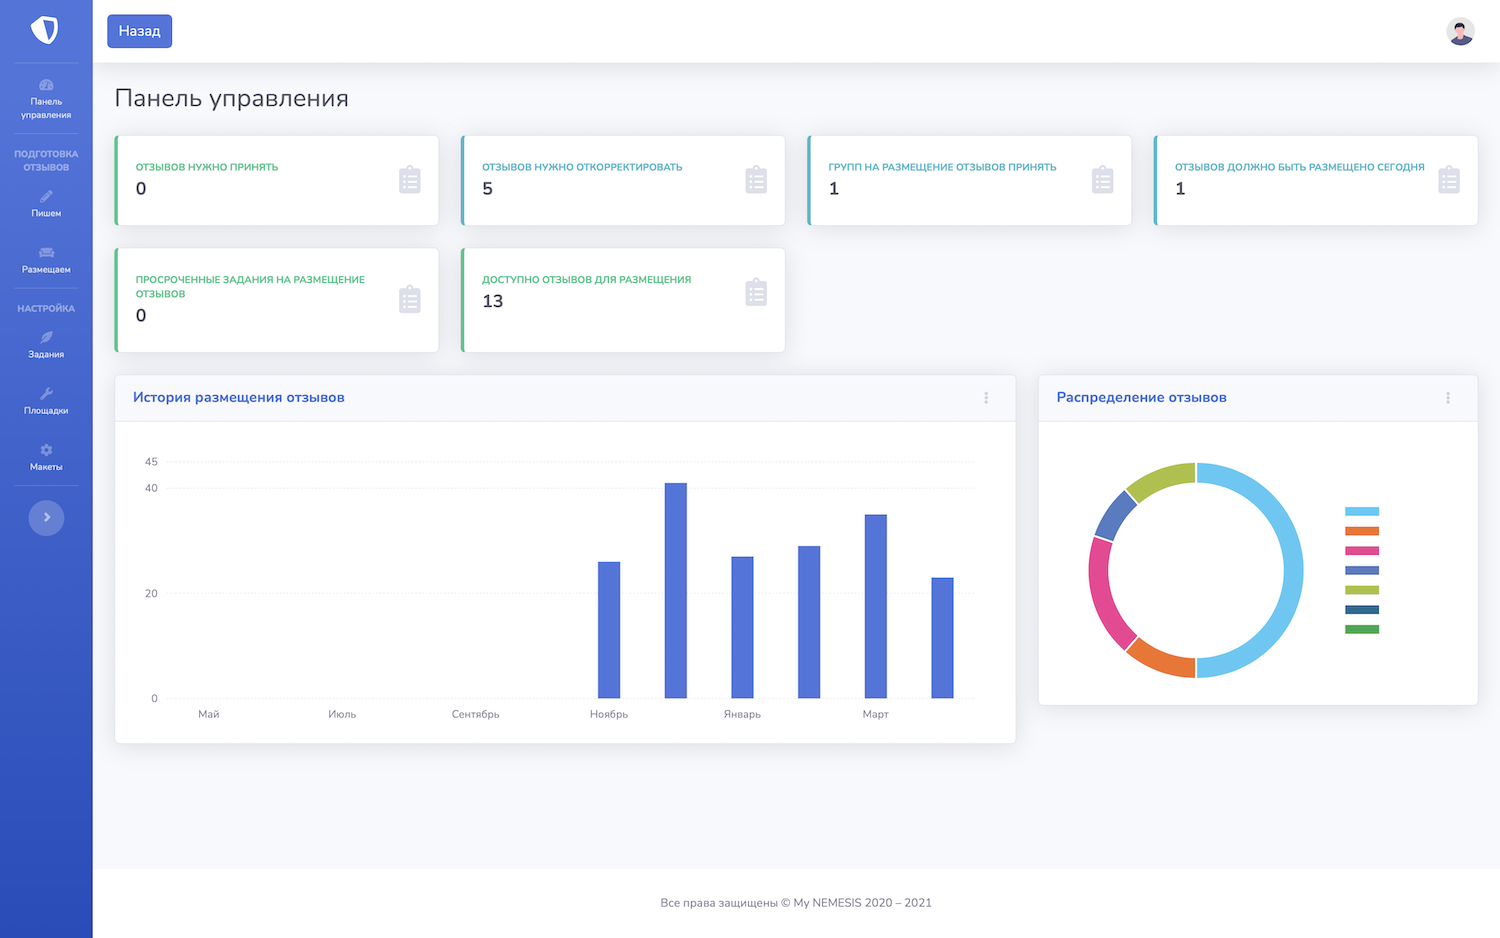 Назад
Панель
управления
ПОДГОТОВКА
ОТЗЫВОВ
Пишем
Размещаем
НАСТРОЙКА
Задания
Площадки
Макеты
Панель управления
ОТЗЫВОВ НУЖНО ПРИНЯТЬ
0
ОТЗЫВОВ НУЖНО ОТКОРРЕКТИРОВАТЬ
5
ГРУПП НА РАЗМЕЩЕНИЕ ОТЗЫВОВ ПРИНЯТЬ
1
ОТЗЫВОВ ДОЛЖНО БЫТЬ РАЗМЕЩЕНО СЕГОДНЯ
1
ПРОСРОЧЕННЫЕ ЗАДАНИЯ НА РАЗМЕЩЕНИЕ
ОТЗЫВОВ
0
ДОСТУПНО ОТЗЫВОВ ДЛЯ РАЗМЕЩЕНИЯ
13
История размещения отзывов
45
40
20
0
Май Июль Сентябрь Ноябрь Январь Март
Распределение отзывов
Все права защищены © My NEMESIS 2020 – 2021